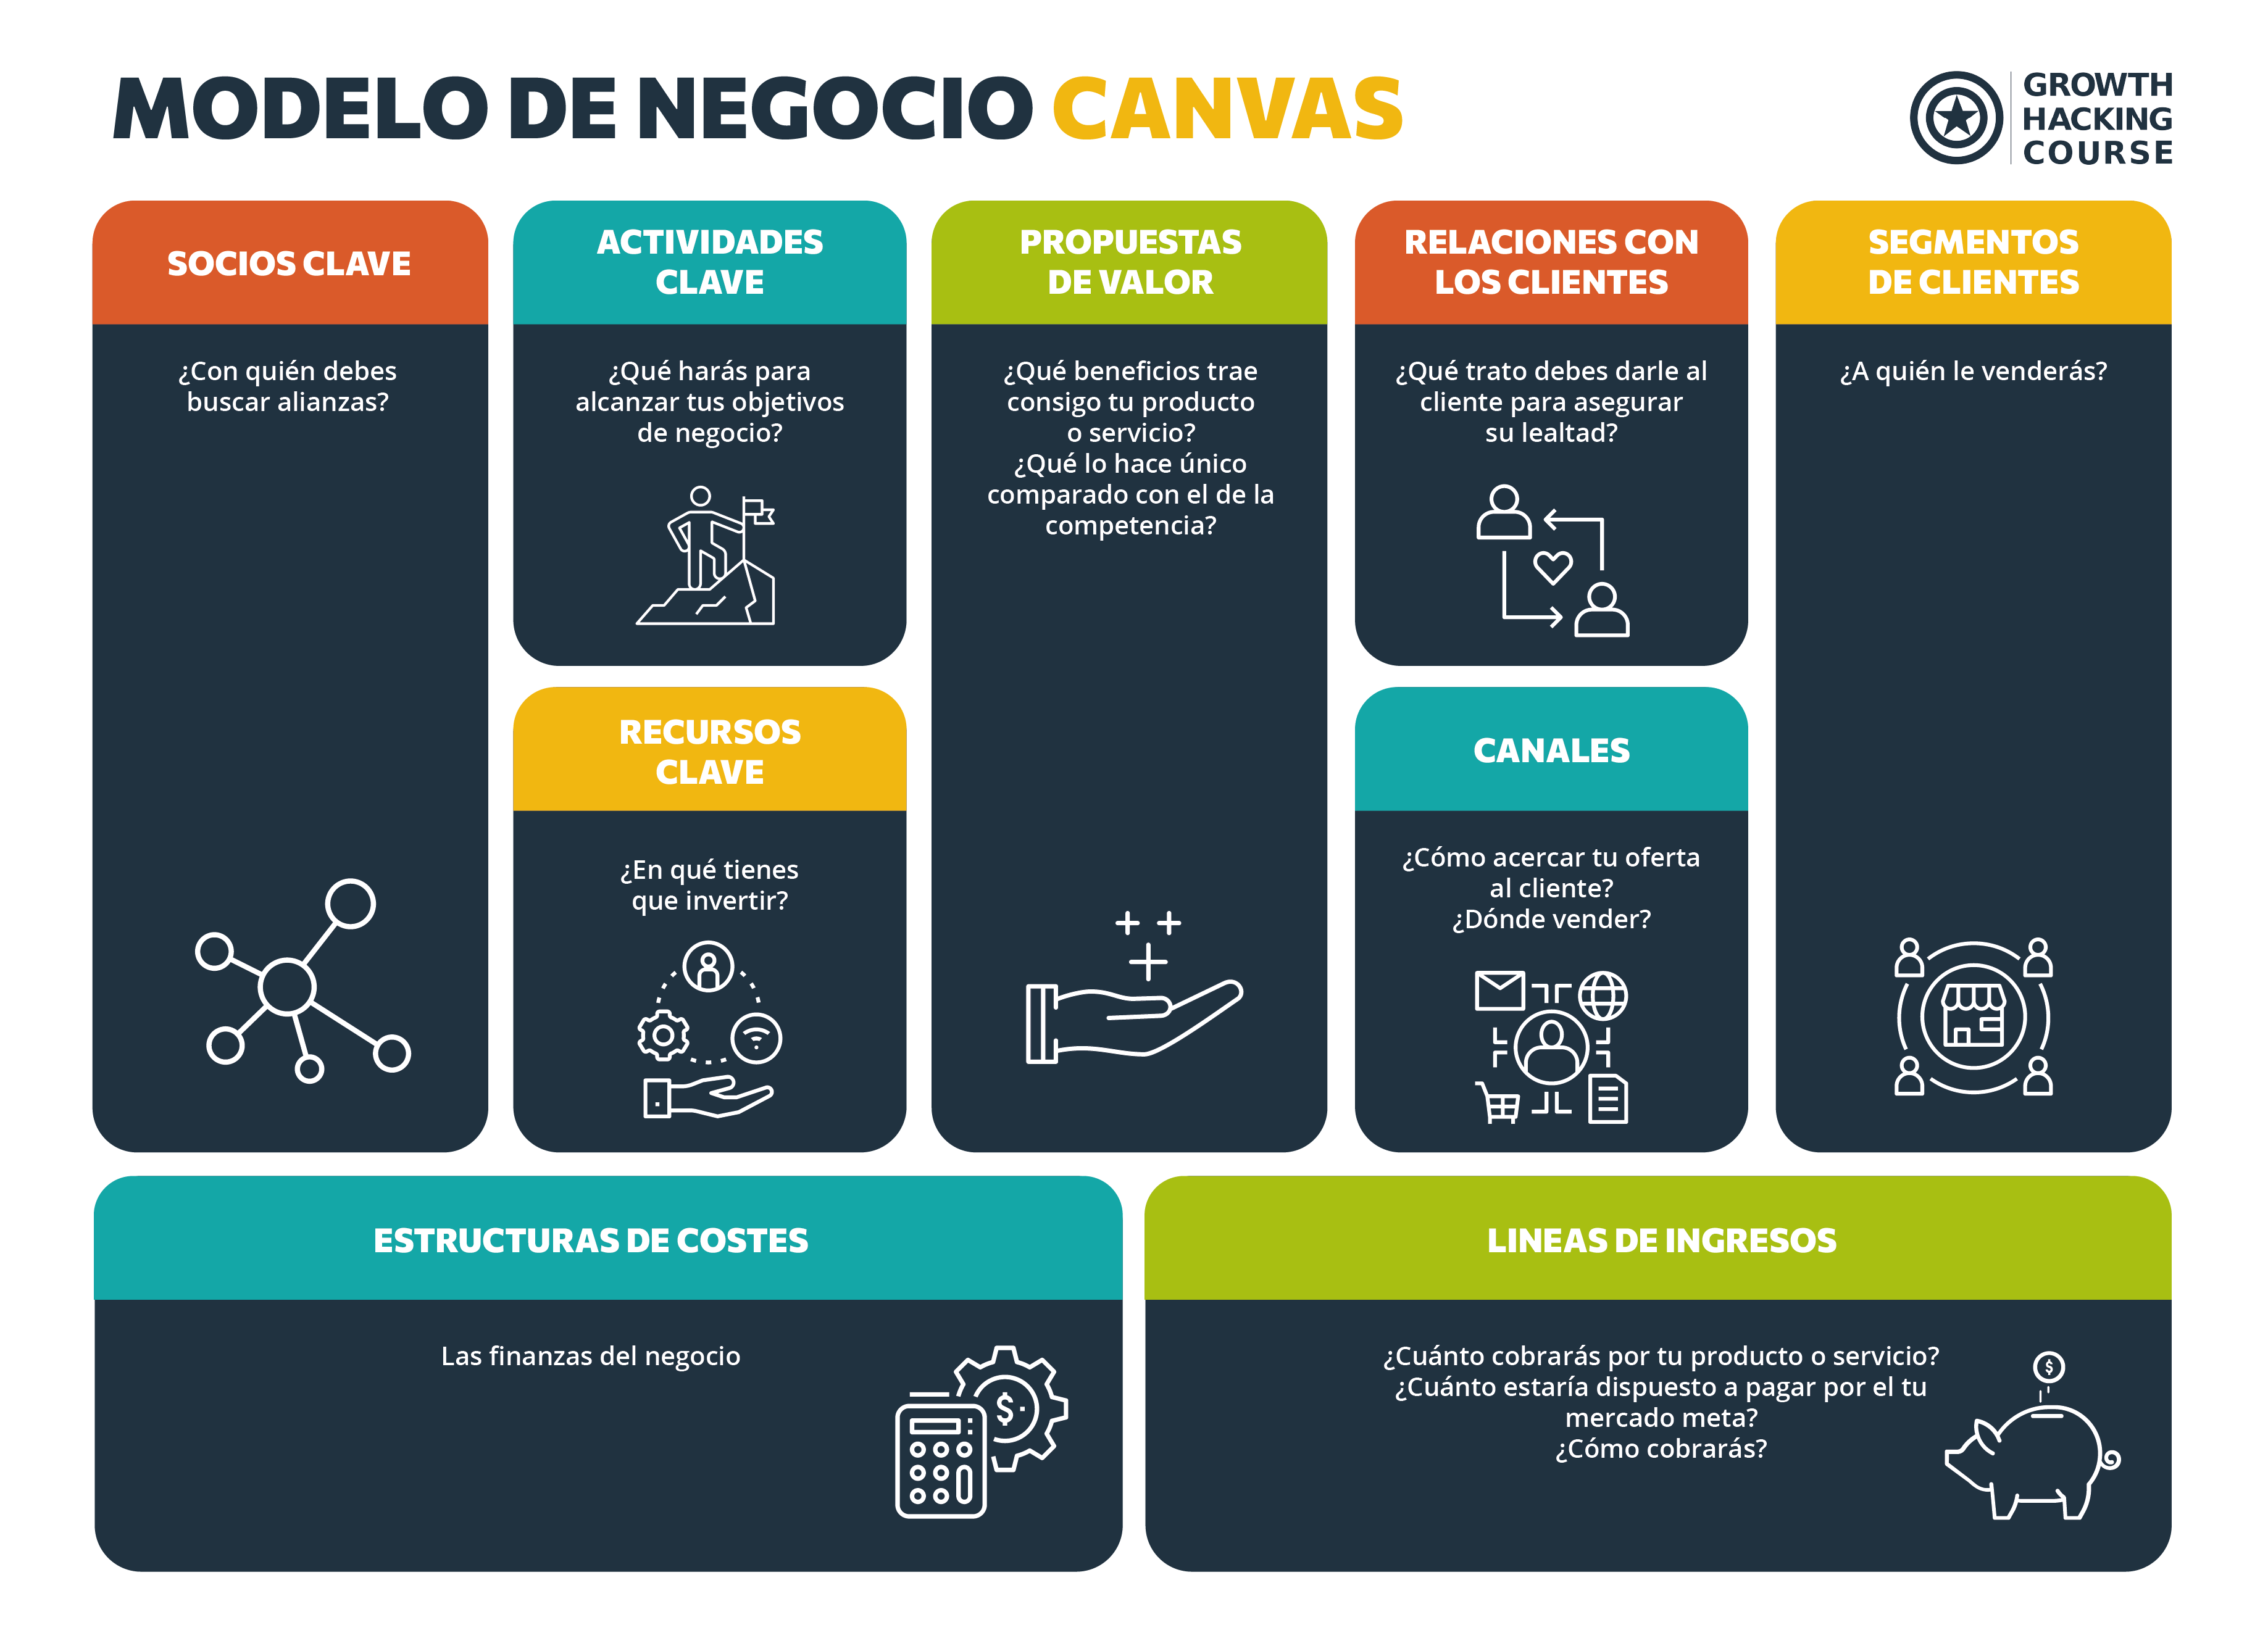 MODELO DE NEGOCIO CANVAS
GROWTH
HACKING
COURSE
SOCIOS CLAVE
¿Con quién debes
buscar alianzas?
ACTIVIDADES
CLAVE
¿Qué harás para
alcanzar tus objetivos
de negocio?
RECURSOS
CLAVE
¿En qué tienes
que invertir?
PROPUESTAS
DE VALOR
¿Qué beneficios trae
consigo tu producto
o servicio?
¿Qué lo hace único
comparado con el de la
competencia?
RELACIONES CON
LOS CLIENTES
¿Qué trato debes darle al
cliente para asegurar
su lealtad?
CANALES
¿Cómo acercar tu oferta
al cliente?
¿Dónde vender?
SEGMENTOS
DE CLIENTES
¿A quién le venderás?
ESTRUCTURAS DE COSTES
Las finanzas del negocio
$
LINEAS DE INGRESOS
¿Cuánto cobrarás por tu producto o servicio?
¿Cuánto estaría dispuesto a pagar por el tu
mercado meta?
¿Cómo cobrarás?
$